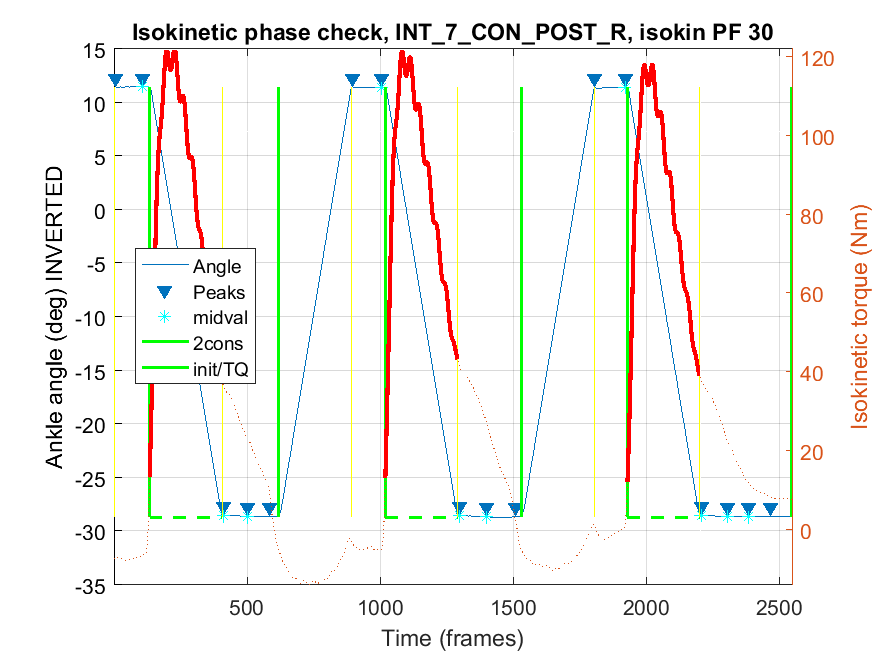 Isokinetic phase check, INT_7_CON_POST_R, isokin PF 30
Ankle angle (deg) INVERTED
15
10
5
0
-5
-10
-15
-20
-25
-30
-35
Angle
Peaks
midval
2cons
init/TQ
120
100
80
60
40
20
0
Isokinetic torque (Nm)
500
1000
1500
2000
2500
Time (frames)